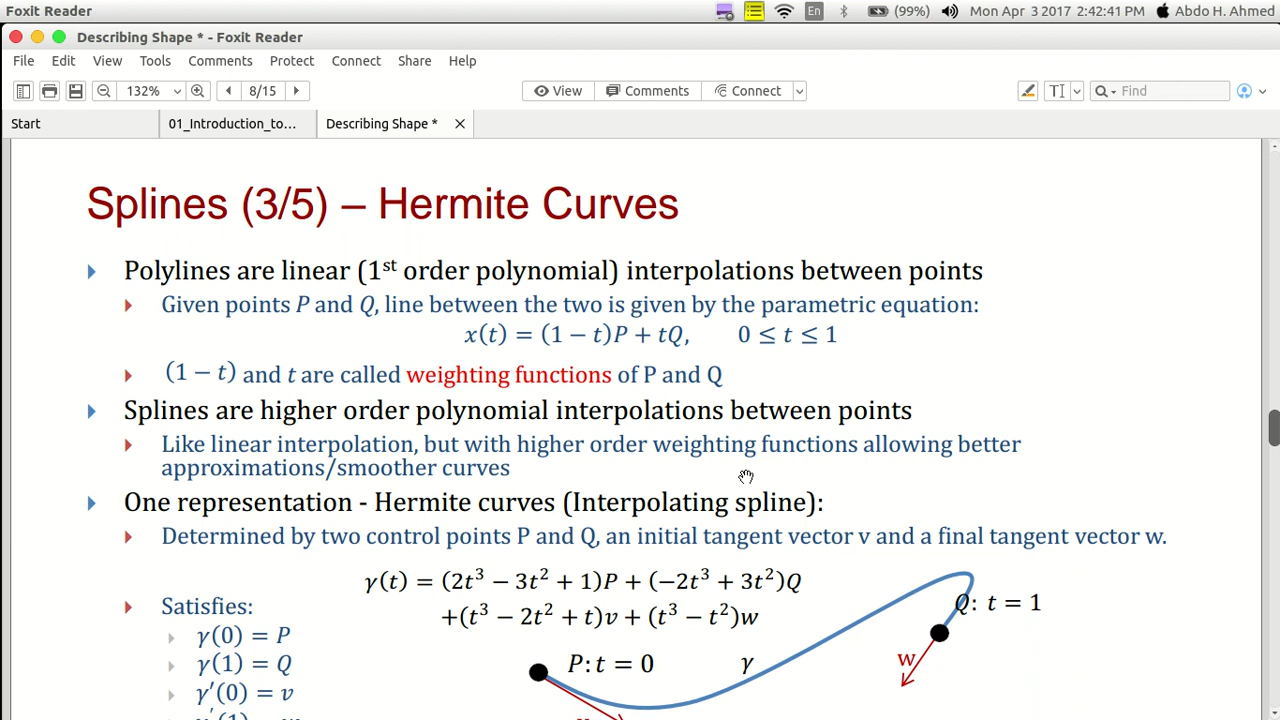 Foxit Reader En (99%) Mon Apr 3 2017 2:42:41 PM Abdo H. Ahmed
Describing Shape * - Foxit Reader
File Edit View Tools Comments Protect Connect Share Help
132% 8/15 View Comments Connect Find
Start 01_Introduction_to... Describing Shape *
Splines (3/5) – Hermite Curves
Polylines are linear (1st order polynomial) interpolations between points
Given points P and Q, line between the two is given by the parametric equation:
x(t) = (1 − t)P + tQ, 0 ≤ t ≤ 1
(1 − t) and t are called weighting functions of P and Q
Splines are higher order polynomial interpolations between points
Like linear interpolation, but with higher order weighting functions allowing better
approximations/smoother curves
One representation - Hermite curves (Interpolating spline):
Determined by two control points P and Q, an initial tangent vector v and a final tangent vector w.
γ(t) = (2t³ − 3t² + 1)P + (−2t³ + 3t²)Q
+(t³ − 2t² + t)v + (t³ − t²)w
Satisfies:
γ(0) = P
γ(1) = Q
γ′(0) = v
Q: t = 1
P: t = 0
γ
w